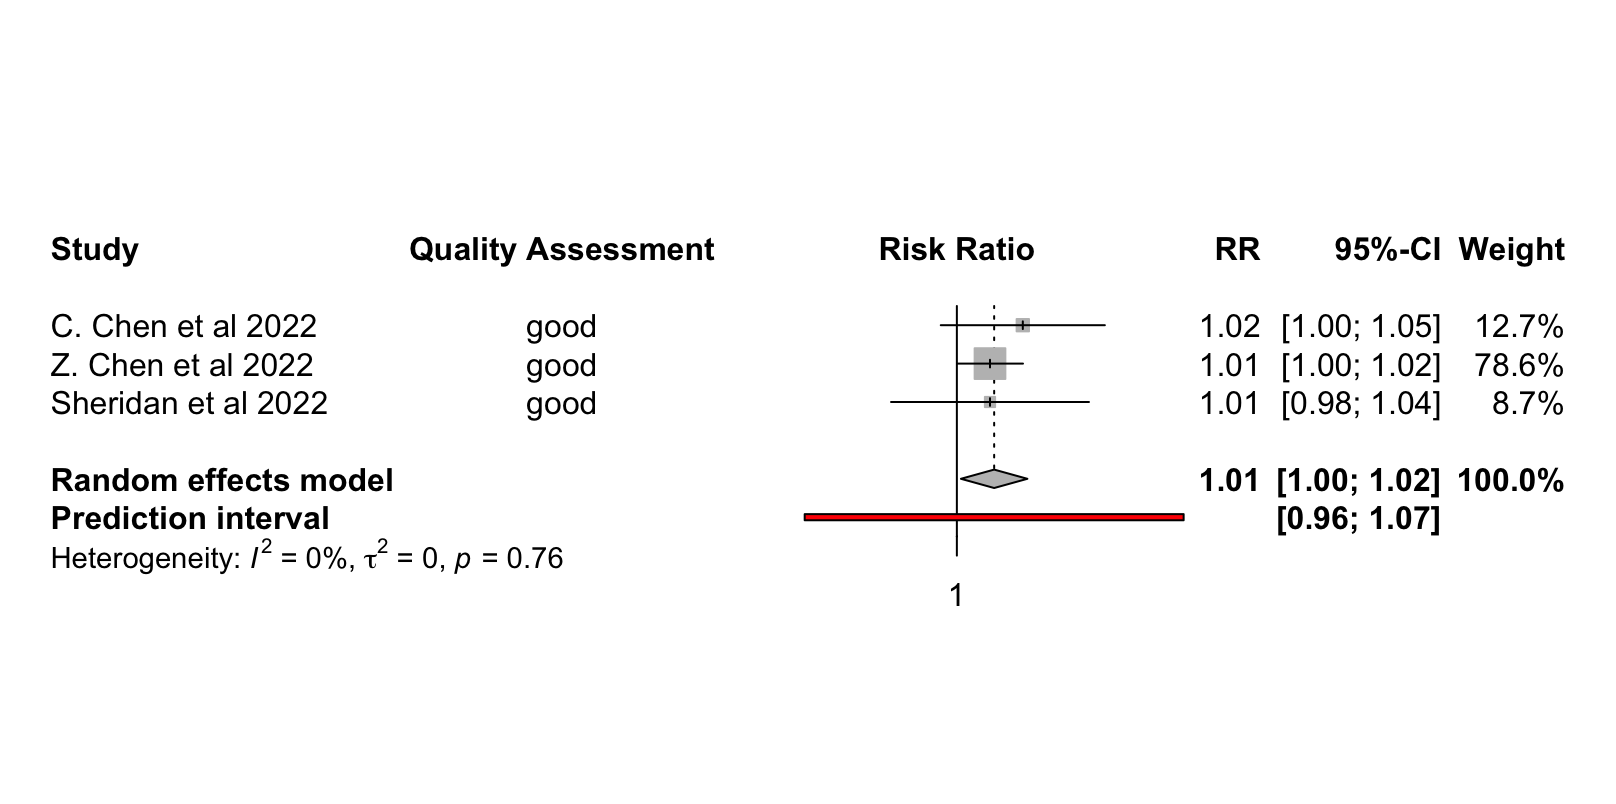 Study Quality Assessment Risk Ratio RR 95%-CI Weight
C. Chen et al 2022 good 1.02 [1.00; 1.05] 12.7%
Z. Chen et al 2022 good 1.01 [1.00; 1.02] 78.6%
Sheridan et al 2022 good 1.01 [0.98; 1.04] 8.7%
Random effects model 1.01 [1.00; 1.02] 100.0%
Prediction interval [0.96; 1.07]
Heterogeneity: I² = 0%, τ² = 0, p = 0.76
1